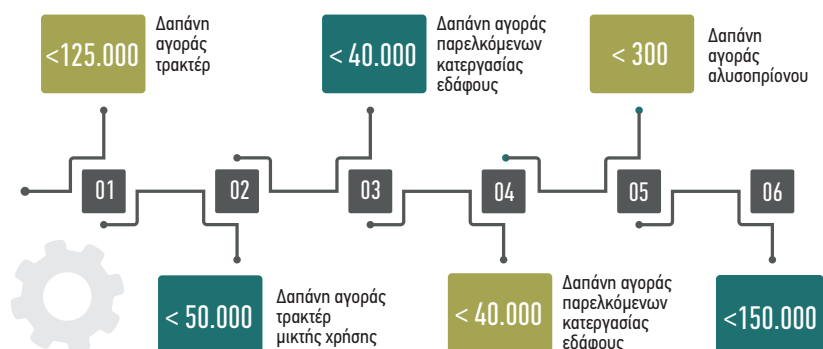 <125.000
Δαπάνη
αγοράς
τρακτέρ
< 40.000
Δαπάνη αγοράς
παρελκόμενων
κατεργασίας
εδάφους
< 300
Δαπάνη
αγοράς
αλυσοπρίονου
01
02
03
04
05
06
< 50.000
Δαπάνη αγοράς
τρακτέρ
μικτής χρήσης
< 40.000
Δαπάνη αγοράς
παρελκόμενων
κατεργασίας
εδάφους
<150.000